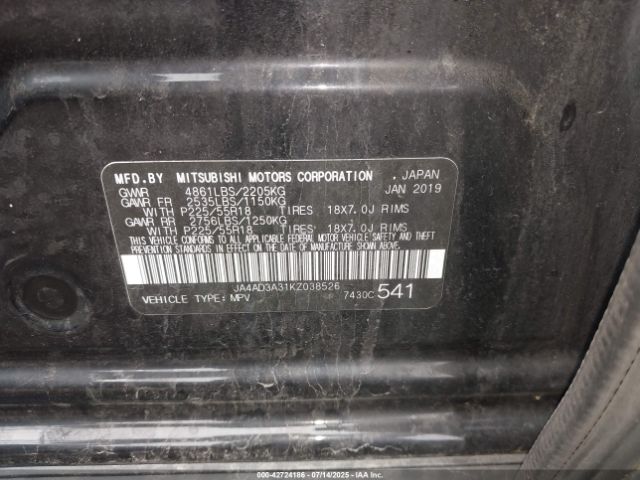 MFD.BY MITSUBISHI MOTORS CORPORATION , JAPAN
GVWR 4861LBS/2205KG JAN 2019
GAWR FR 2535LBS/1150KG
WITH P225/55R18 TIRES 18X7.0J RIMS
GAWR RR 2756LBS/1250KG
WITH P225/55R18 TIRES 18X7.0J RIMS
THIS VEHICLE CONFORMS TO ALL APPLICABLE FEDERAL MOTOR VEHICLE SAFETY AND THEFT
PREVENTION STANDARDS IN EFFECT ON THE DATE OF MANUFACTURE SHOWN ABOVE.
JA4AD3A31KZ038526
VEHICLE TYPE: MPV 7430C 541
000-42724186 - 07/14/2025 - © IAA Holdings, LLC